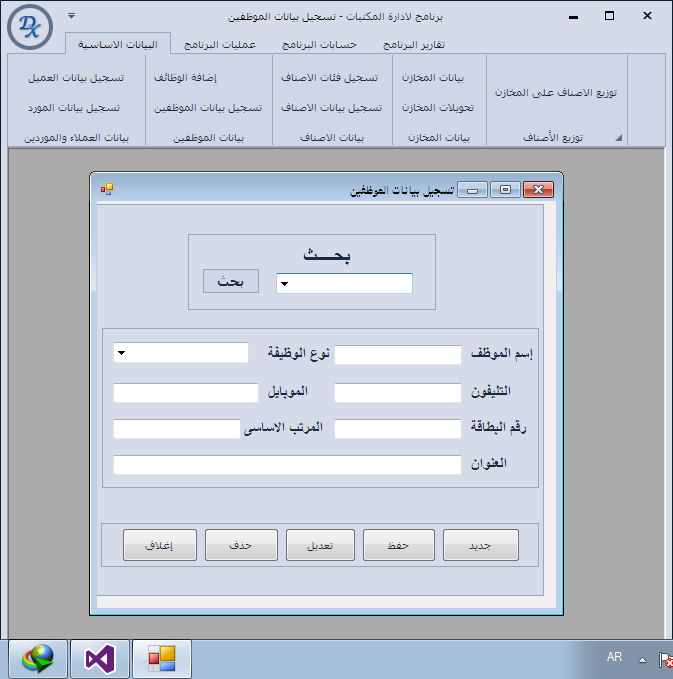 برنامج لادارة المكتبات - تسجيل بيانات الموظفين
DX
البيانات الاساسية عمليات البرنامج حسابات البرنامج تقارير البرنامج
تسجيل بيانات العميل إضافة الوظائف تسجيل فئات الاصناف بيانات المخازن
توزيع الاصناف على المخازن
تسجيل بيانات المورد تسجيل بيانات الموظفين تسجيل بيانات الاصناف تحويلات المخازن
بيانات العملاء والموردين بيانات الموظفين بيانات الاصناف بيانات المخازن توزيع الأصناف
تسجيل بيانات الموظفين
بحـــث
بحث
إسم الموظف نوع الوظيفة
التليفون الموبايل
رقم البطاقة المرتب الاساسى
العنوان
جديد حفظ تعديل حذف إغلاق
AR